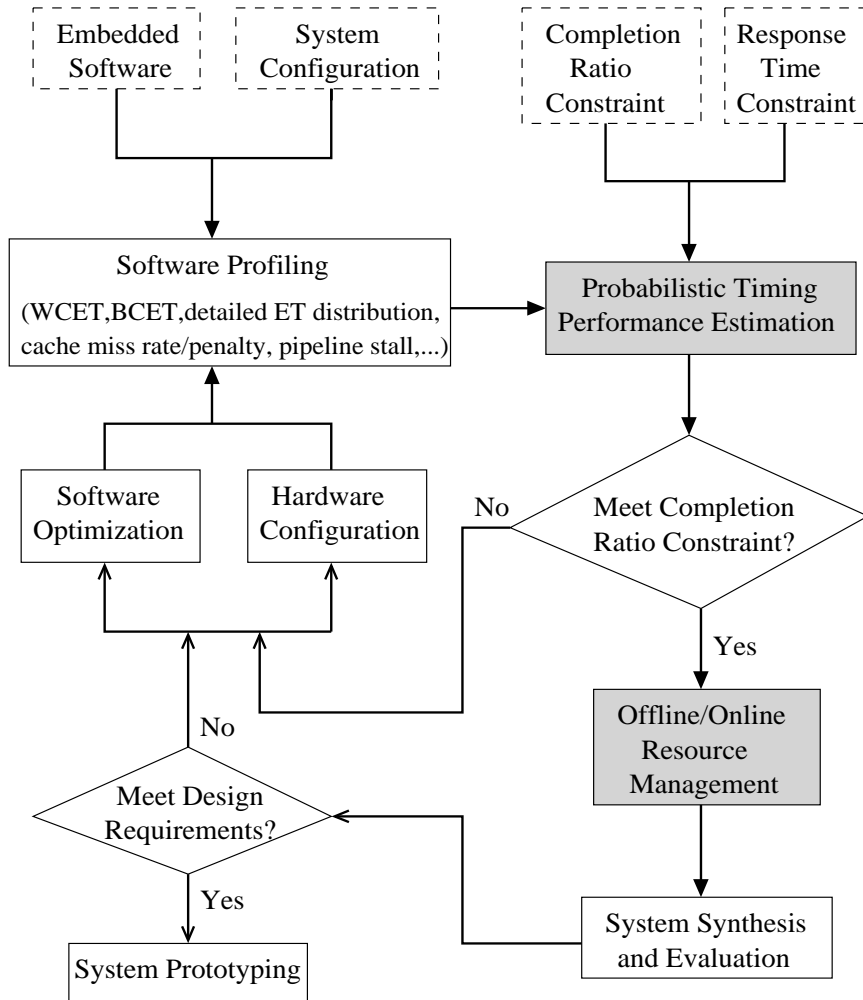 Embedded
Software
System
Configuration
Completion
Ratio
Constraint
Response
Time
Constraint
Software Profiling
(WCET,BCET,detailed ET distribution,
cache miss rate/penalty, pipeline stall,...)
Probabilistic Timing
Performance Estimation
Software
Optimization
Hardware
Configuration
No
Meet Completion
Ratio Constraint?
Yes
Offline/Online
Resource
Management
No
Meet Design
Requirements?
Yes
System Synthesis
and Evaluation
System Prototyping